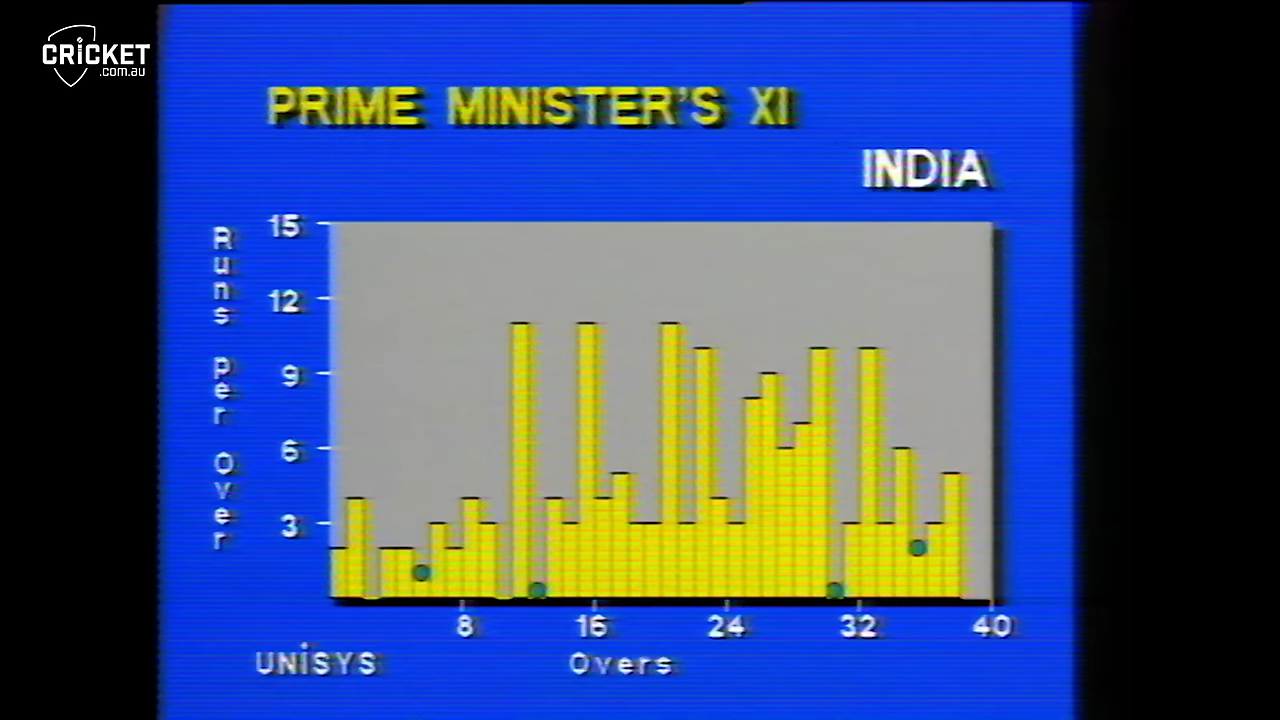 CRICKET
.com.au
PRIME MINISTER'S XI
INDIA
Runs per Over
15
12
9
6
3
8 16 24 32 40
UNiSYS Overs